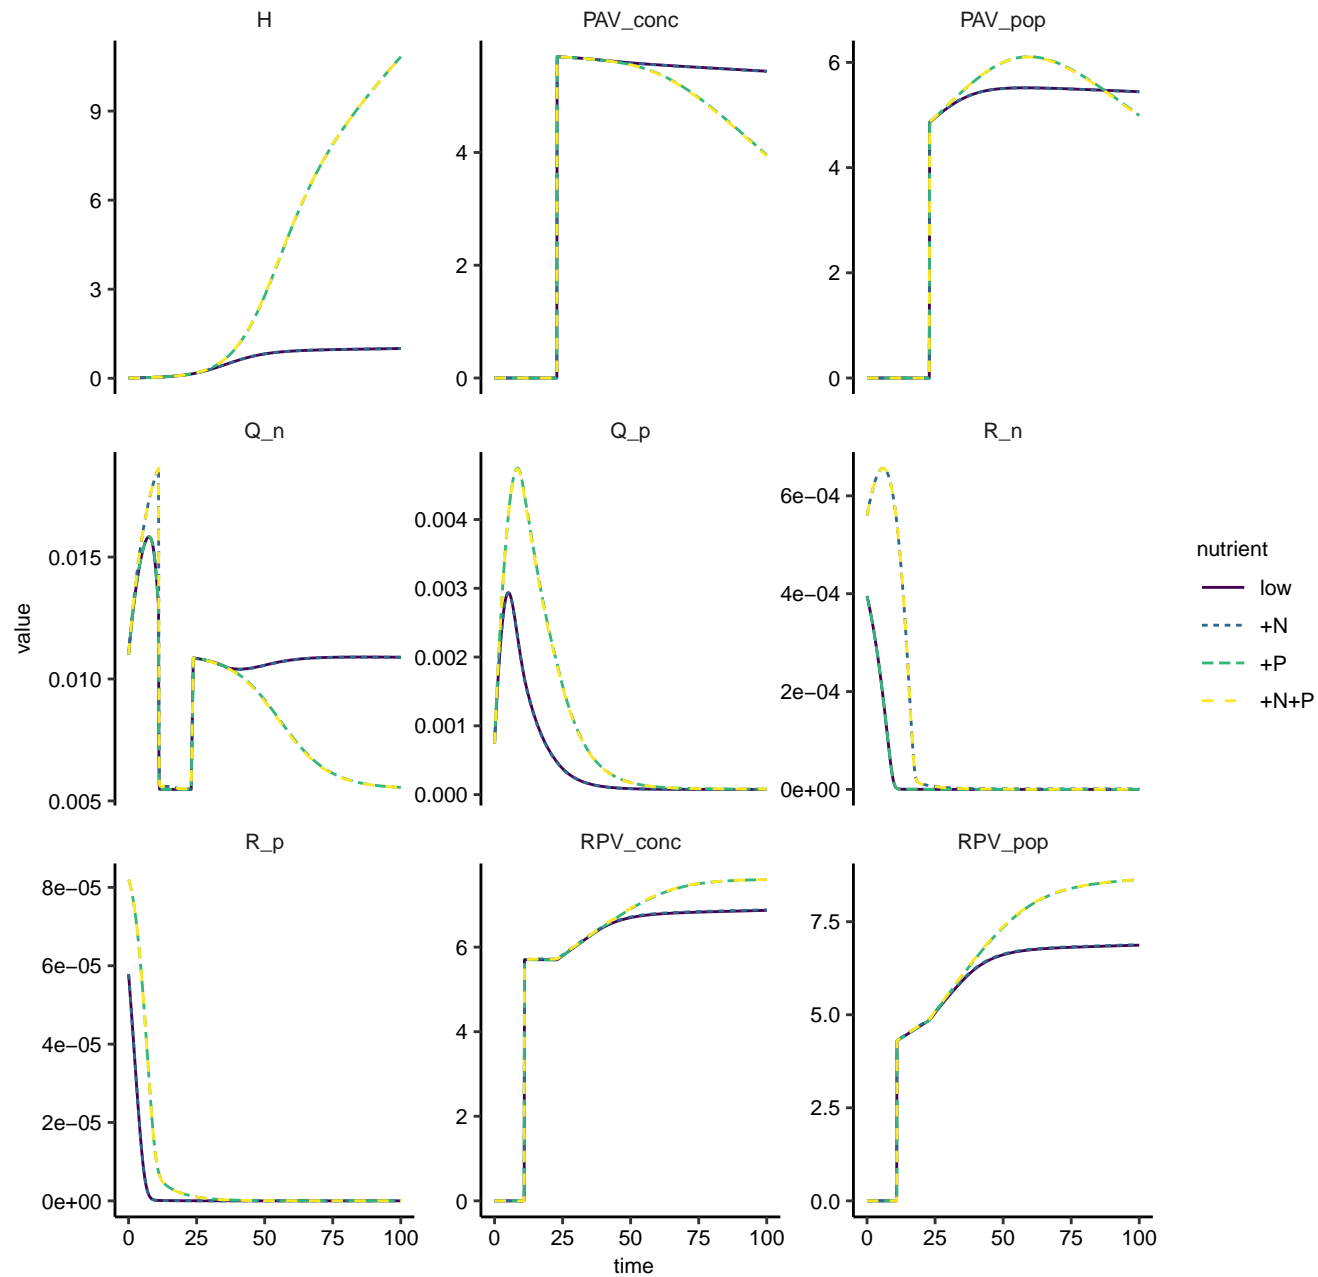 H
PAV_conc
PAV_pop
9
6
3
0
4
2
0
6
4
2
0
Q_n
Q_p
R_n
0.015
0.010
0.005
0.004
0.003
0.002
0.001
0.000
6e−04
4e−04
2e−04
0e+00
value
nutrient
low
+N
+P
+N+P
R_p
RPV_conc
RPV_pop
8e−05
6e−05
4e−05
2e−05
0e+00
6
4
2
0
7.5
5.0
2.5
0.0
0 25 50 75 100
0 25 50 75 100
0 25 50 75 100
time